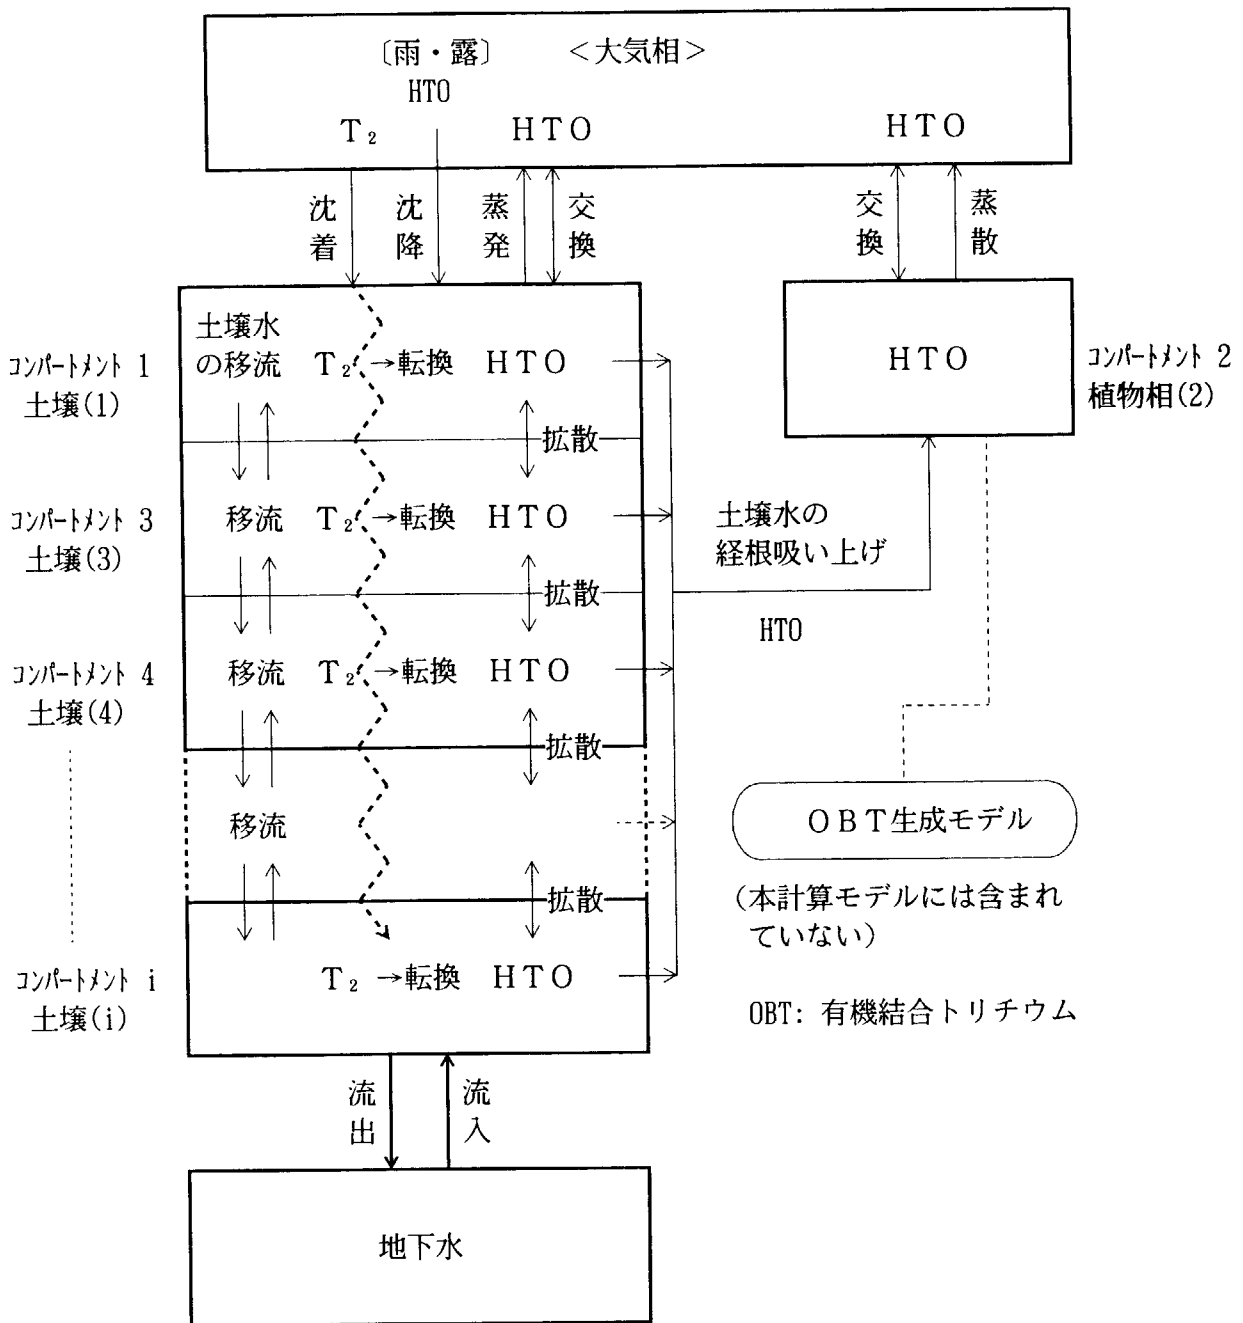 〔雨・露〕 <大気相>
HTO
T₂ HTO HTO
沈着
沈降
蒸発
交換
交換
蒸散
土壌水
の移流 T₂ →転換 HTO
コンパートメント 1
土壌(1)
拡散
HTO
コンパートメント 2
植物相(2)
コンパートメント 3
土壌(3)
移流 T₂ →転換 HTO
拡散
土壌水の
経根吸い上げ
HTO
コンパートメント 4
土壌(4)
移流 T₂ →転換 HTO
拡散
移流
拡散
OBT生成モデル
(本計算モデルには含まれ
ていない)
コンパートメント i
土壌(i)
T₂ →転換 HTO
OBT: 有機結合トリチウム
流出
流入
地下水